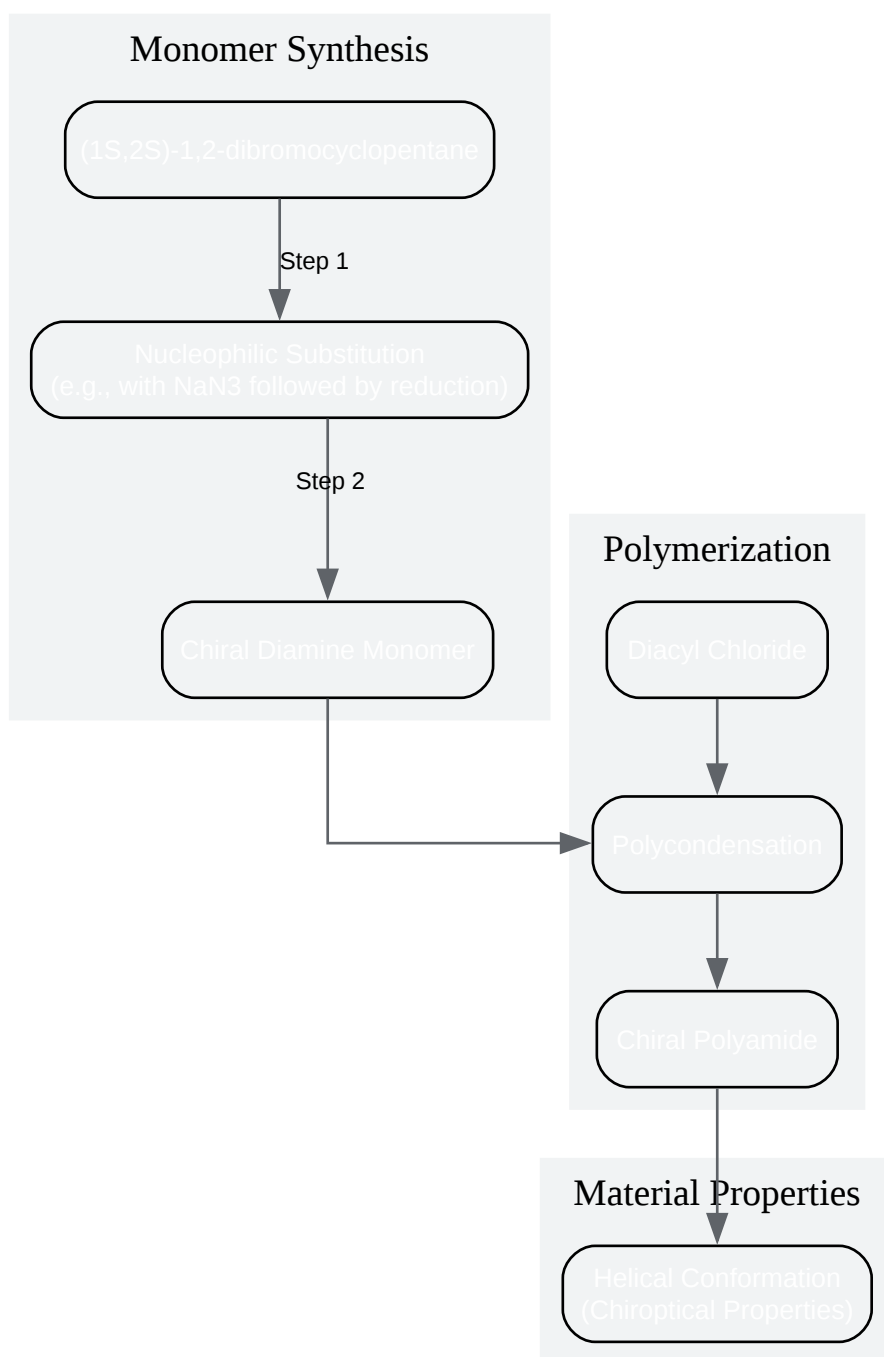 Monomer Synthesis
(1S,2S)-1,2-dibromocyclopentane
Step 1
Nucleophilic Substitution
(e.g., with NaN3 followed by reduction)
Step 2
Chiral Diamine Monomer
Polymerization
Diacyl Chloride
Polycondensation
Chiral Polyamide
Material Properties
Helical Conformation
(Chiroptical Properties)